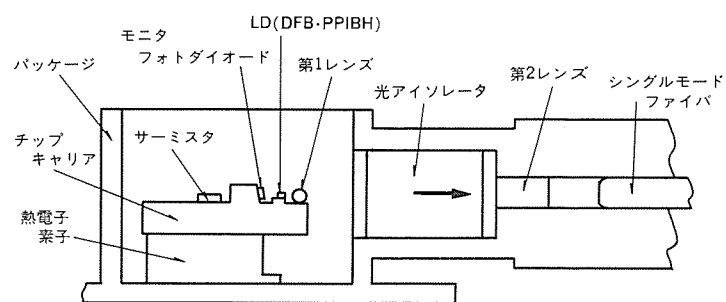 LD(DFB·PPIBH)
モニタ
フォトダイオード
第1レンズ
パッケージ
光アイソレータ
第2レンズ
シングルモード
ファイバ
チップ
キャリア
サーミスタ
熱電子
素子